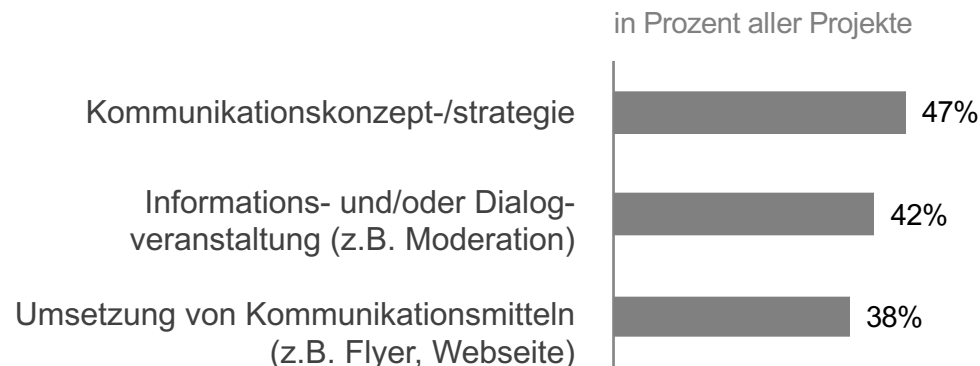 in Prozent aller Projekte
Kommunikationskonzept-/strategie
47%
Informations- und/oder Dialog-
veranstaltung (z.B. Moderation)
42%
Umsetzung von Kommunikationsmitteln
(z.B. Flyer, Webseite)
38%